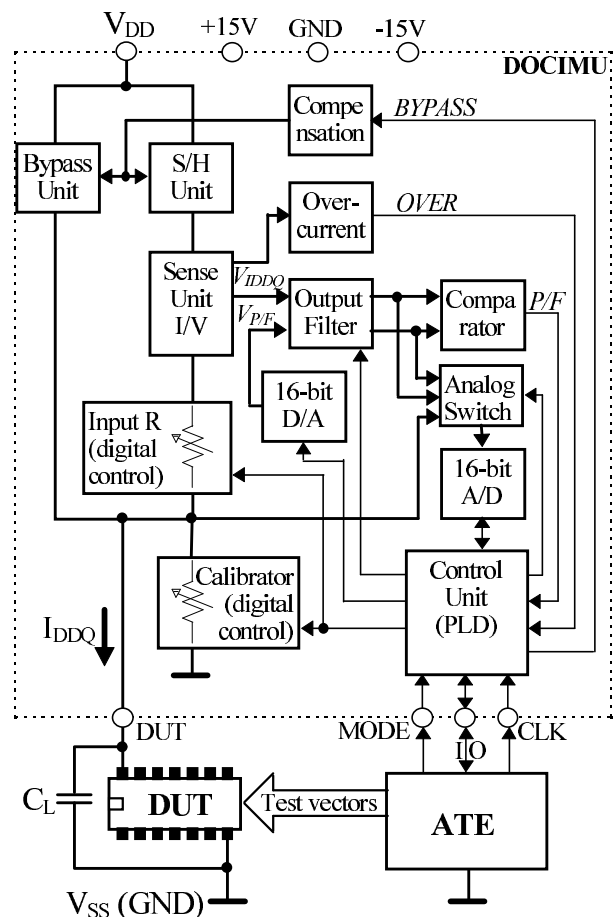 VDD
+15V
GND
-15V
DOCIMU
Compe
nsation
BYPASS
Bypass
Unit
S/H
Unit
Over-
current
OVER
Sense
Unit
I/V
VIDDQ
VP/F
Output
Filter
Compa
rator
P/F
Analog
Switch
16-bit
D/A
Input R
(digital
control)
16-bit
A/D
Calibrator
(digital
control)
Control
Unit
(PLD)
IDDQ
DUT
MODE
I/O
CLK
CL
DUT
Test vectors
ATE
VSS (GND)